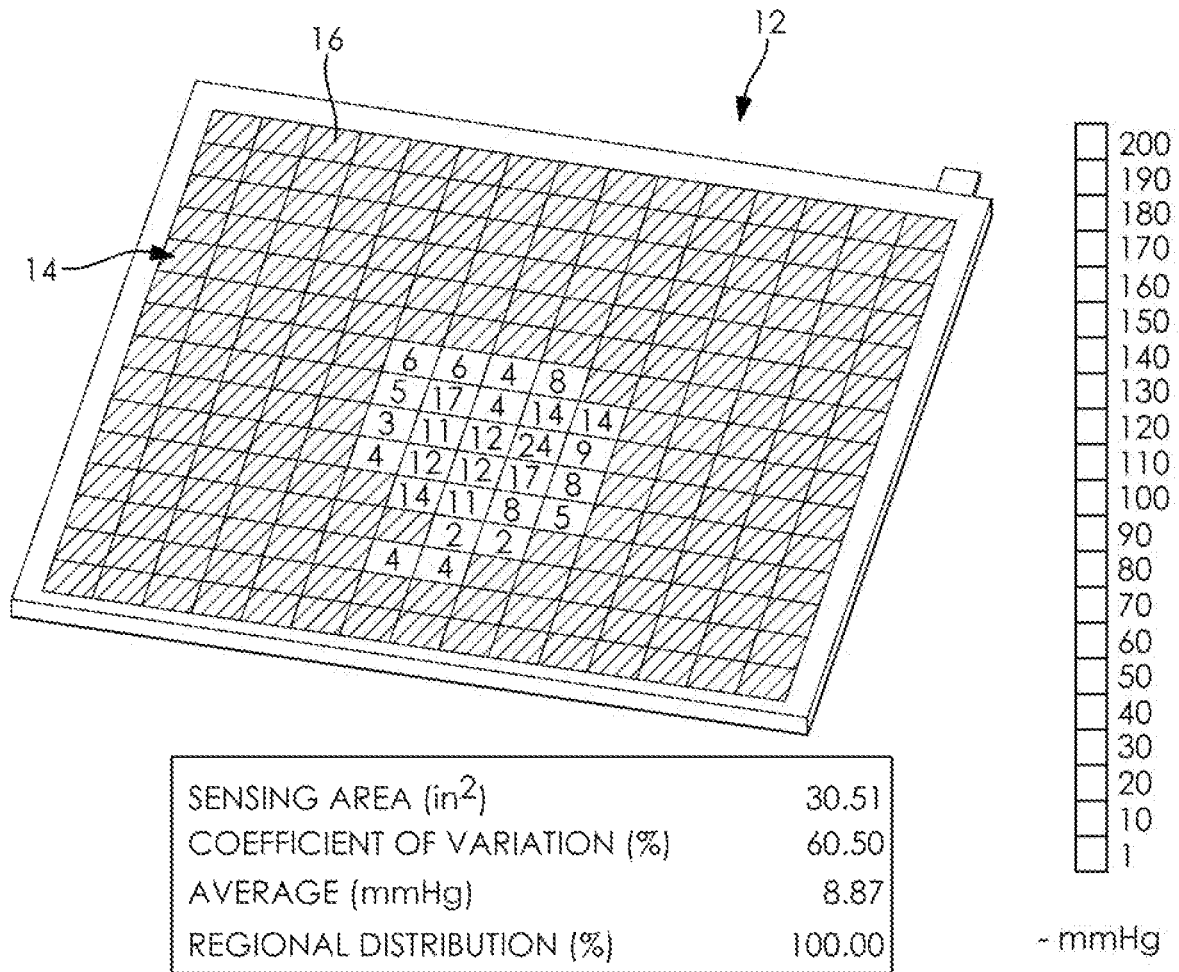 16
12
14
6 6 4 8
5 17 4 14 14
3 11 12 24 9
4 12 12 17 8
14 11 8 5
2 2
4 4
200
190
180
170
160
150
140
130
120
110
100
90
80
70
60
50
40
30
20
10
1
~ mmHg
SENSING AREA (in²) 30.51
COEFFICIENT OF VARIATION (%) 60.50
AVERAGE (mmHg) 8.87
REGIONAL DISTRIBUTION (%) 100.00